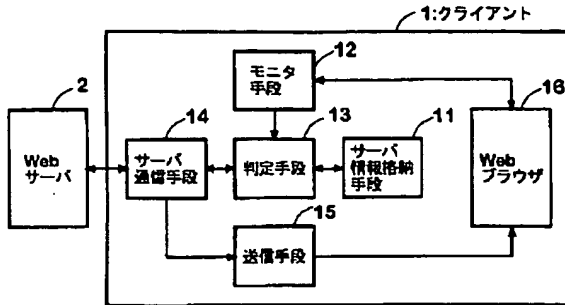 1:クライアント
12
モニタ
手段
2
Web
サーバ
14
サーバ
通信手段
13
判定手段
11
サーバ
情報格納
手段
16
Web
ブラウザ
15
送信手段